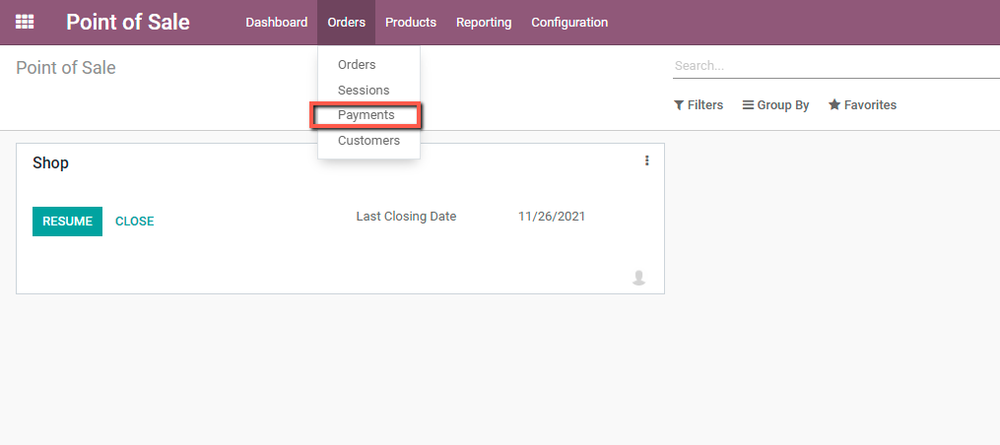 Point of Sale Dashboard Orders Products Reporting Configuration
Point of Sale
Search...
Filters Group By Favorites
Orders
Sessions
Payments
Customers
Shop
RESUME CLOSE Last Closing Date 11/26/2021